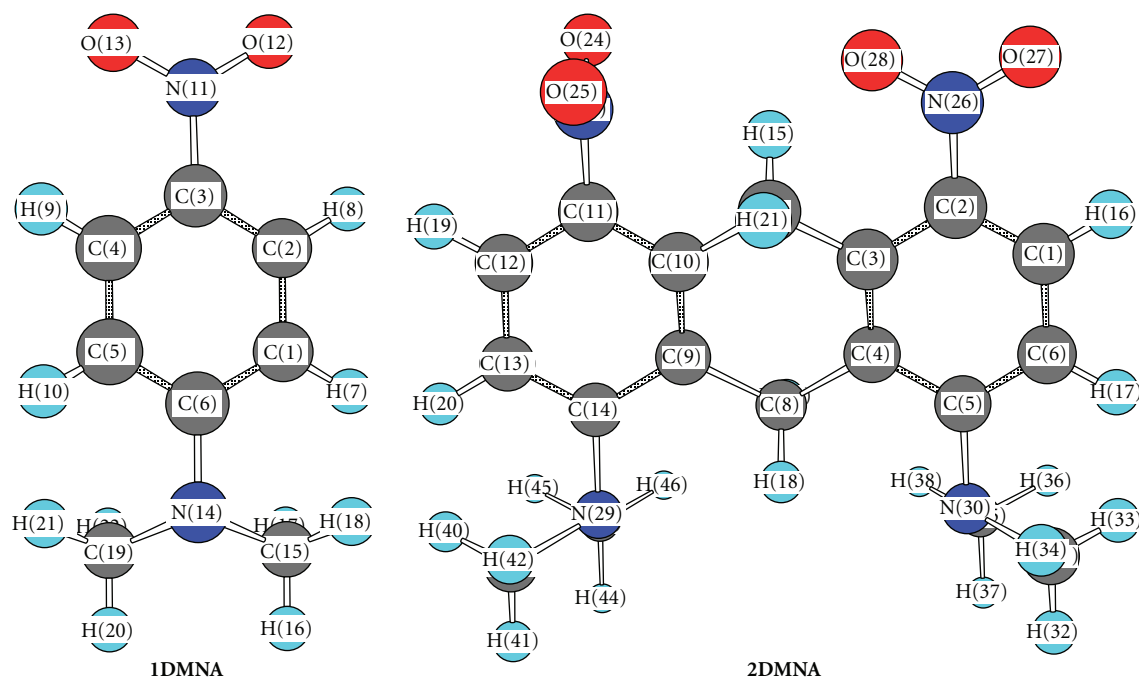 O(24)
O(13) O(12)
O(28) O(27)
N(11) O(25) N(26)
H(15)
C(3) C(11) C(2)
H(9) H(8) H(19) H(21) H(16)
C(4) C(2) C(12) C(10) C(3) C(1)
C(5) C(1) C(13) C(9) C(4) C(6)
H(10) H(7) H(20) C(14) C(8) C(5) H(17)
C(6)
H(18)
H(45) H(46) H(38) H(36)
N(14) N(29) N(30)
H(21) H(18) H(40) H(33)
C(19) C(15) H(42) H(34)
H(44) H(37)
H(20) H(16) H(41) H(32)
1DMNA 2DMNA